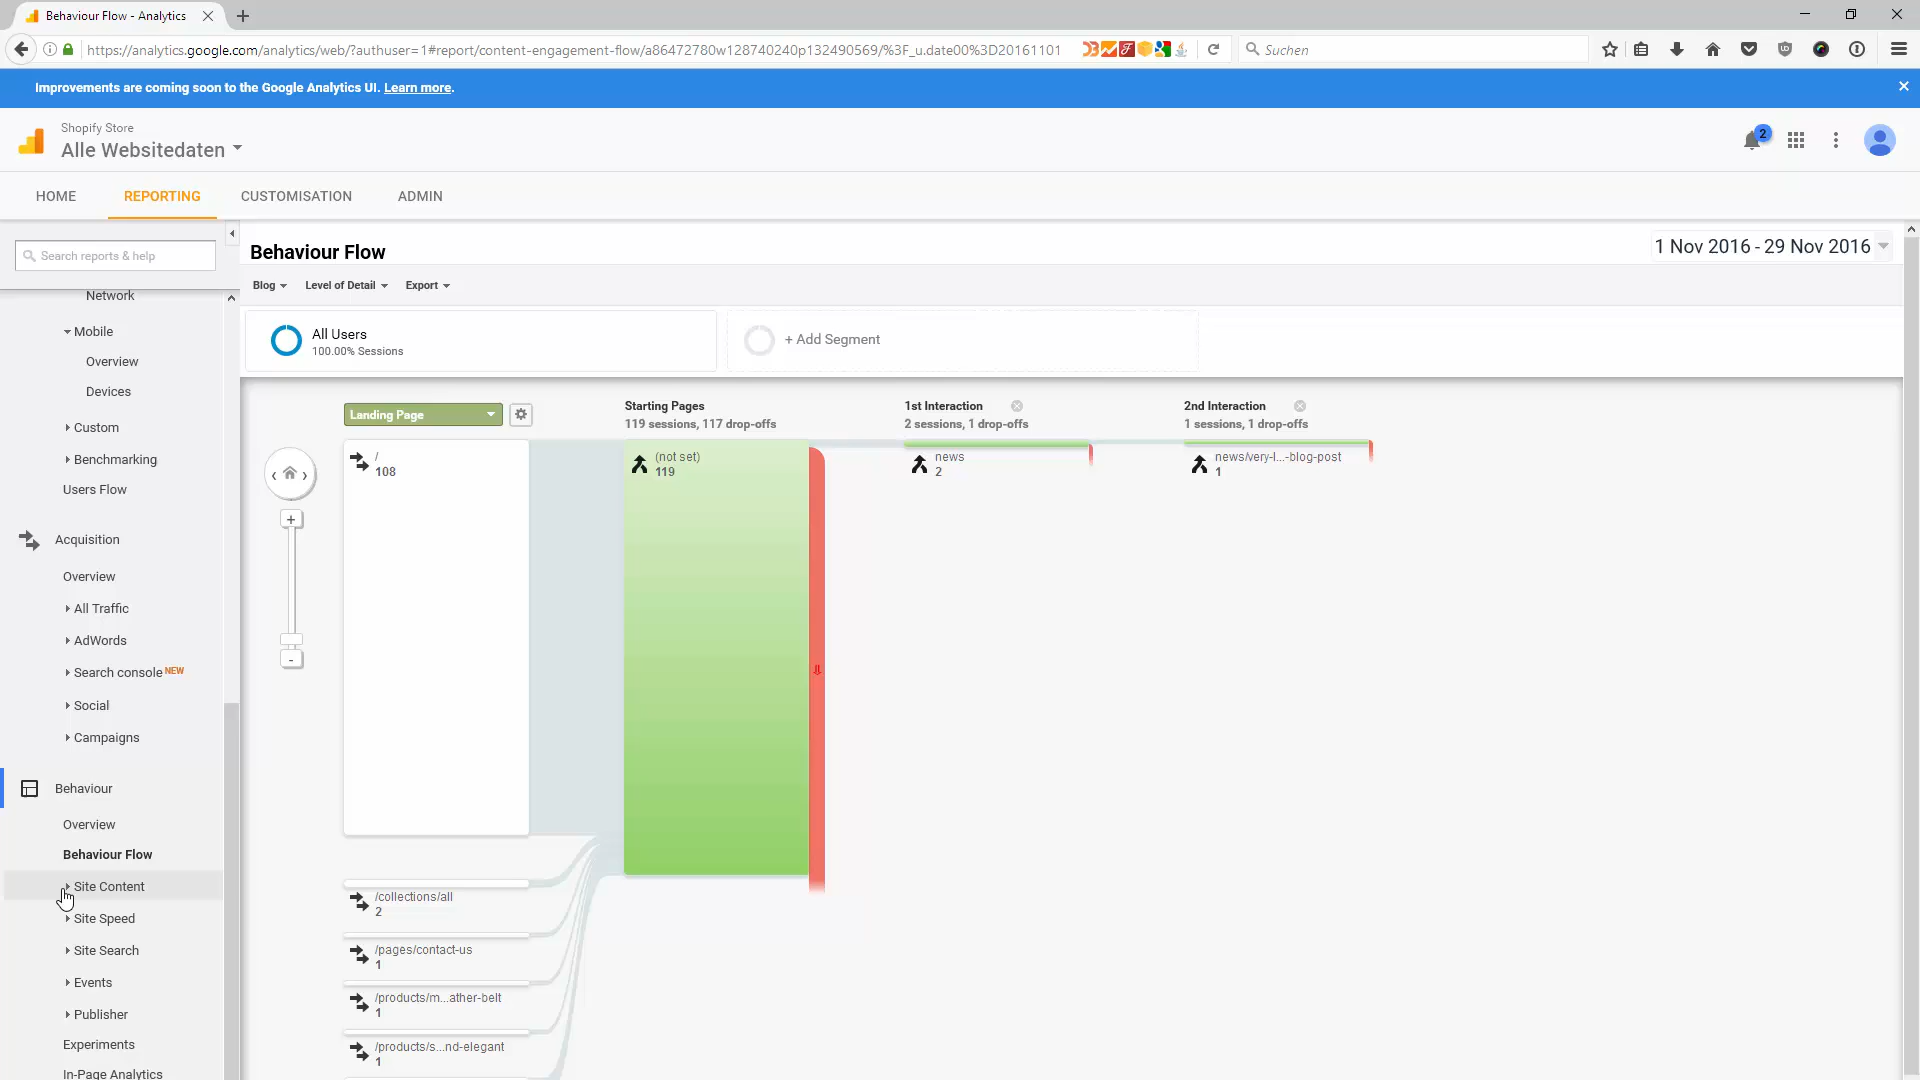 Behaviour Flow - Analytics
https://analytics.google.com/analytics/web/?authuser=1#report/content-engagement-flow/a86472780w128740240p132490569/%3F_u.date00%3D20161101
Suchen
Improvements are coming soon to the Google Analytics UI. Learn more.
Shopify Store
Alle Websitedaten
2
HOME
REPORTING
CUSTOMISATION
ADMIN
Search reports & help
Network
Mobile
Overview
Devices
Custom
Benchmarking
Users Flow
Acquisition
Overview
All Traffic
AdWords
Search console NEW
Social
Campaigns
Behaviour
Overview
Behaviour Flow
Site Content
Site Speed
Site Search
Events
Publisher
Experiments
In-Page Analytics
Behaviour Flow
1 Nov 2016 - 29 Nov 2016
Blog
Level of Detail
Export
All Users
100.00% Sessions
+ Add Segment
Landing Page
Starting Pages
119 sessions, 117 drop-offs
1st Interaction
2 sessions, 1 drop-offs
2nd Interaction
1 sessions, 1 drop-offs
/
108
(not set)
119
news
2
news/very-l...-blog-post
1
/collections/all
2
/pages/contact-us
1
/products/m...ather-belt
1
/products/s...nd-elegant
1